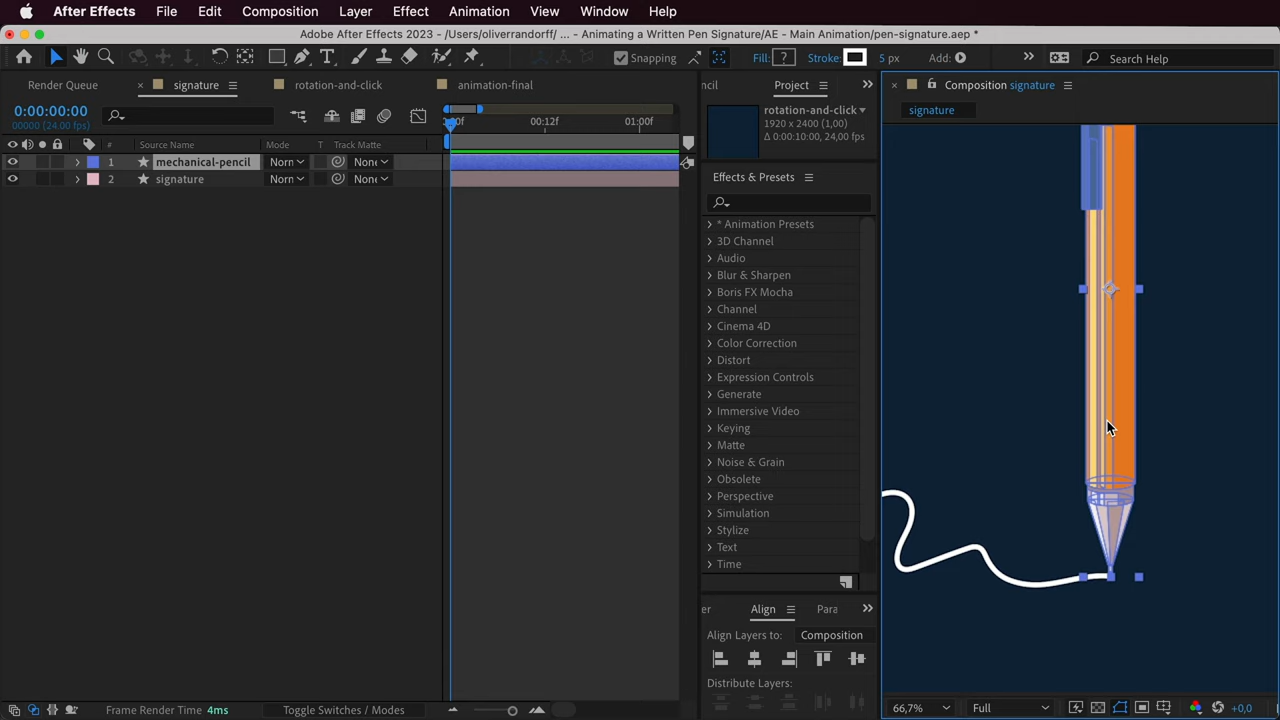 After Effects File Edit Composition Layer Effect Animation View Window Help
Adobe After Effects 2023 - /Users/oliverrandorff/ ... - Animating a Written Pen Signature/AE - Main Animation/pen-signature.aep *
Snapping Fill: ? Stroke: 5 px Add: Search Help
Render Queue × signature rotation-and-click animation-final
0:00:00:00
00000 (24.00 fps)
# Source Name Mode T Track Matte
1 mechanical-pencil Norn None
2 signature Norn None
:00f 00:12f 01:00f
ncil Project
rotation-and-click
1920 x 2400 (1,00)
Δ 0:00:10:00, 24,00 fps
Effects & Presets
* Animation Presets
3D Channel
Audio
Blur & Sharpen
Boris FX Mocha
Channel
Cinema 4D
Color Correction
Distort
Expression Controls
Generate
Immersive Video
Keying
Matte
Noise & Grain
Obsolete
Perspective
Simulation
Stylize
Text
Time
er Align Para
Align Layers to: Composition
Distribute Layers:
× Composition signature
signature
Frame Render Time 4ms Toggle Switches / Modes
66,7% Full +0,0